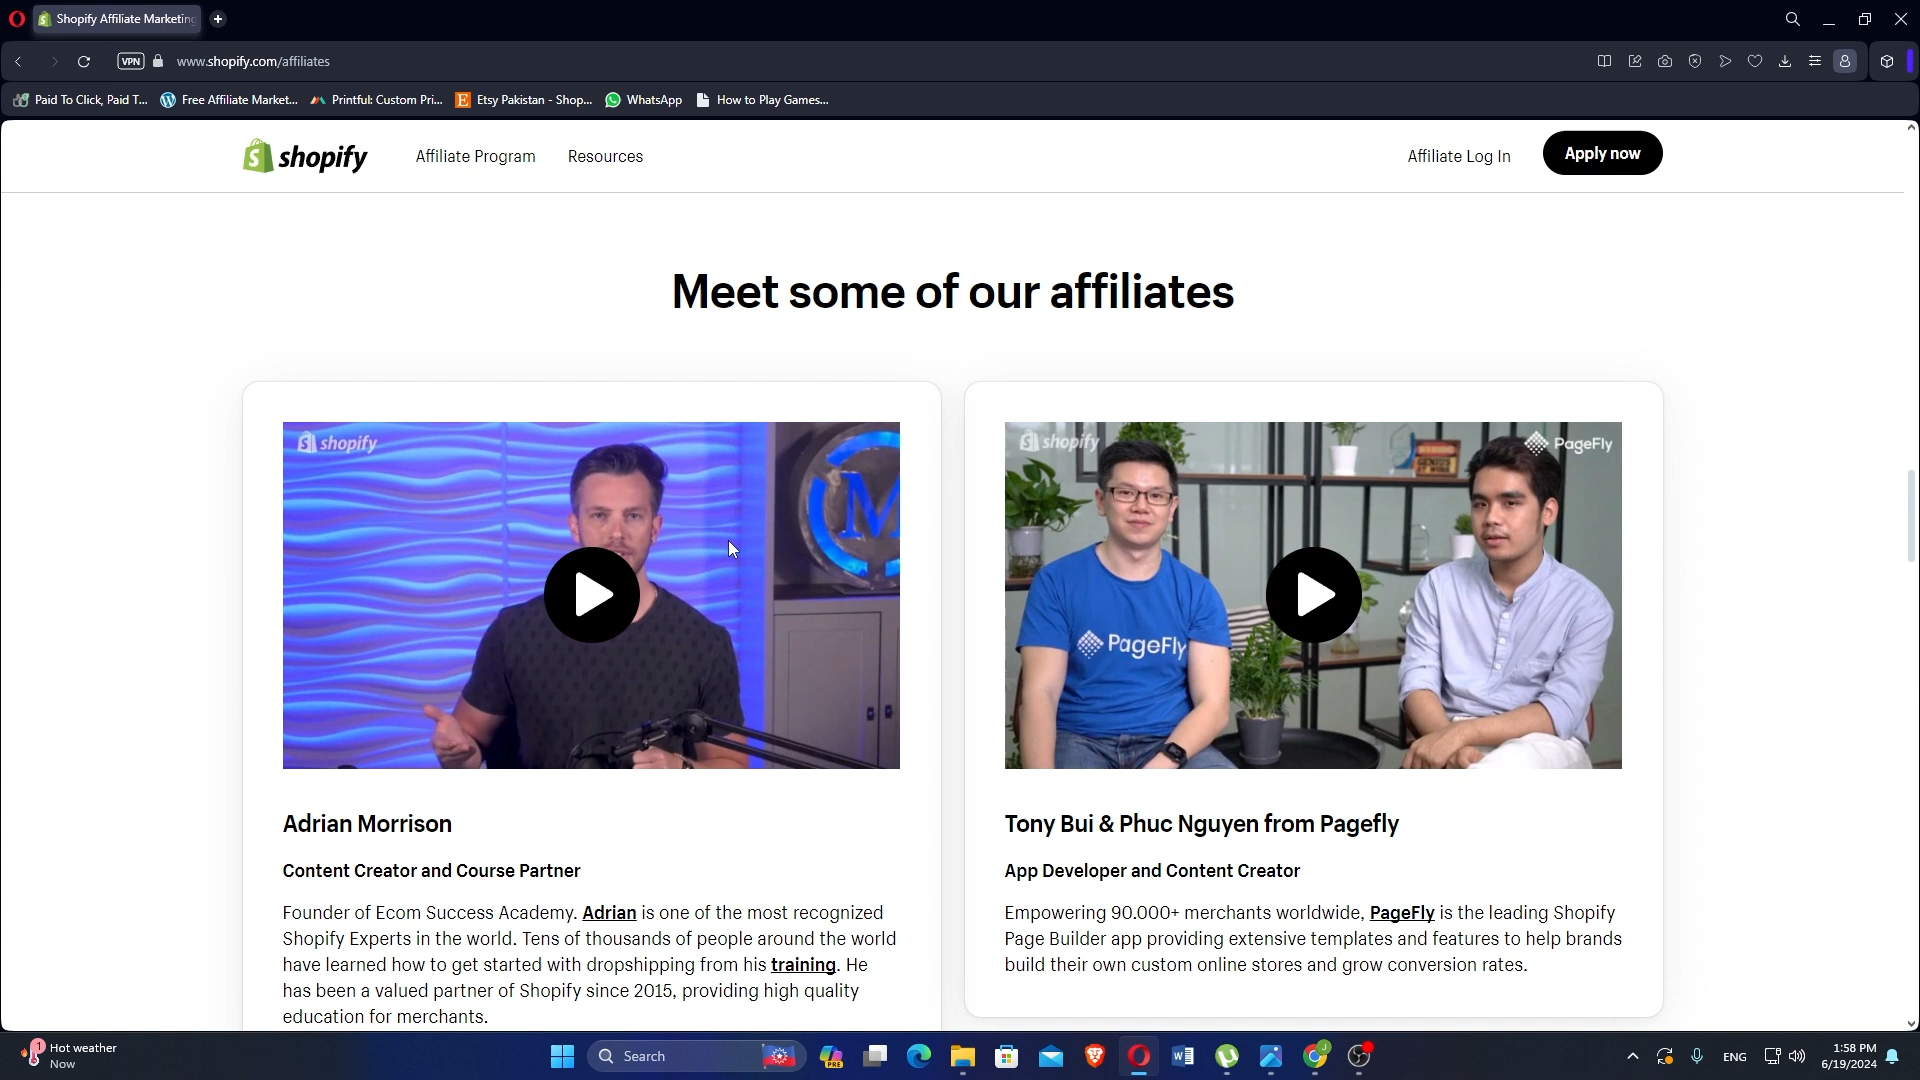 Shopify Affiliate Marketing
VPN
www.shopify.com/affiliates
Paid To Click, Paid T...
Free Affiliate Market...
Printful: Custom Pri...
Etsy Pakistan - Shop...
WhatsApp
How to Play Games...
shopify
Affiliate Program
Resources
Affiliate Log In
Apply now
Meet some of our affiliates
shopify
M
shopify
GENIUS
AT WORK
PageFly
PageFly
Adrian Morrison
Content Creator and Course Partner
Founder of Ecom Success Academy. Adrian is one of the most recognized
Shopify Experts in the world. Tens of thousands of people around the world
have learned how to get started with dropshipping from his training. He
has been a valued partner of Shopify since 2015, providing high quality
education for merchants.
Tony Bui & Phuc Nguyen from Pagefly
App Developer and Content Creator
Empowering 90.000+ merchants worldwide, PageFly is the leading Shopify
Page Builder app providing extensive templates and features to help brands
build their own custom online stores and grow conversion rates.
1
Hot weather
Now
Search
PRE
J
ENG
1:58 PM
6/19/2024